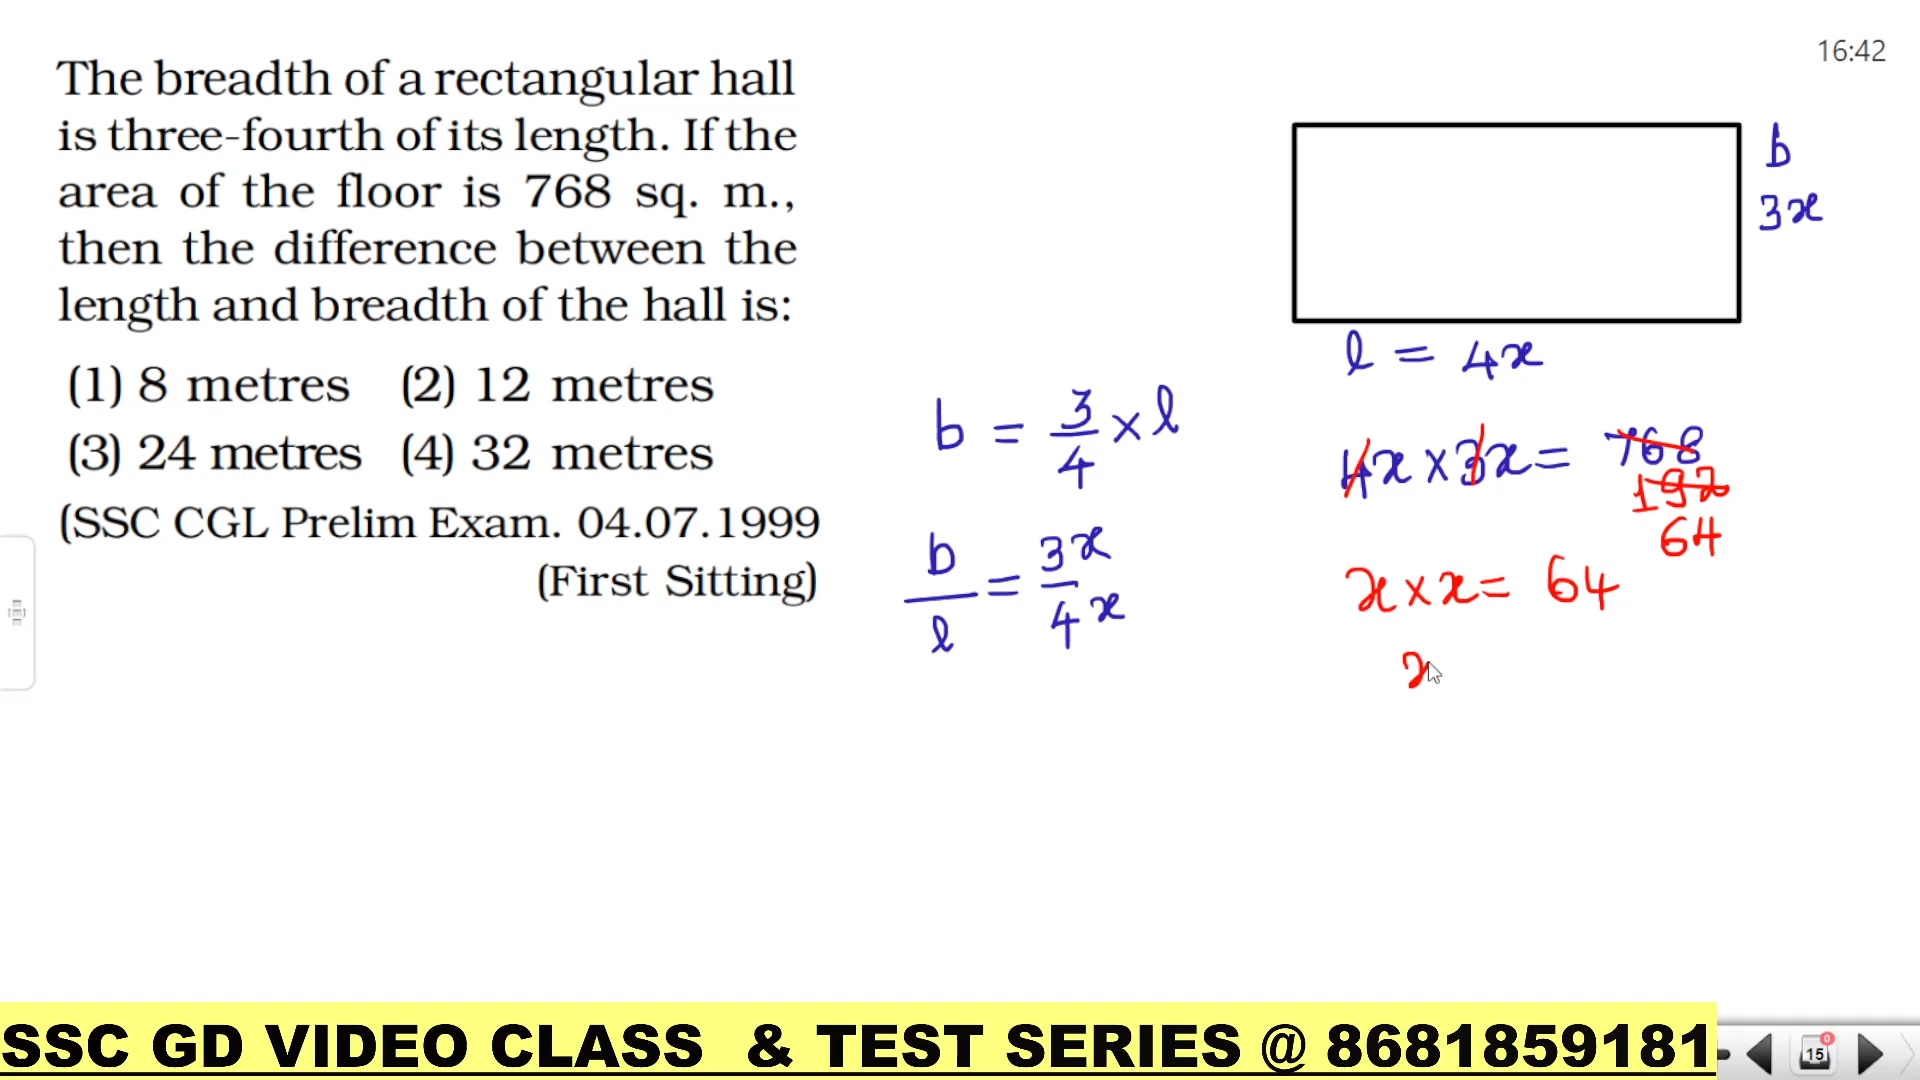 16:42
The breadth of a rectangular hall
is three-fourth of its length. If the
area of the floor is 768 sq. m.,
then the difference between the
length and breadth of the hall is:
(1) 8 metres (2) 12 metres
(3) 24 metres (4) 32 metres
(SSC CGL Prelim Exam. 04.07.1999
(First Sitting)
b = 3/4 × l
b/l = 3x/4x
b
3x
l = 4x
4x × 3x = 768
192
64
x × x = 64
x
SSC GD VIDEO CLASS & TEST SERIES @ 8681859181
15
0